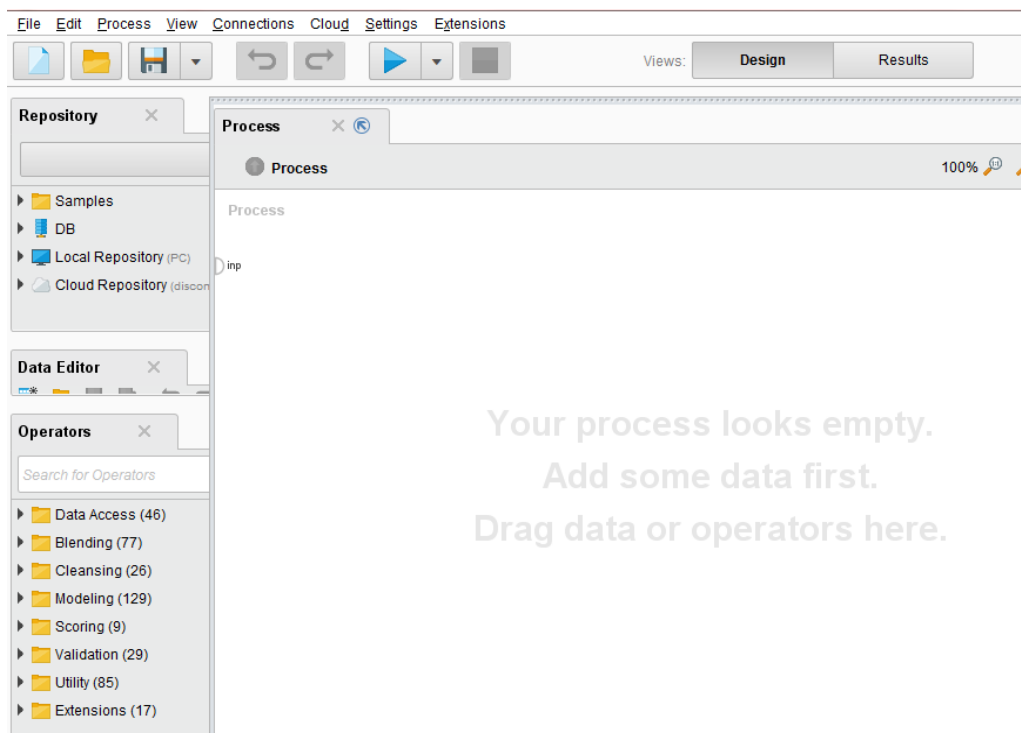 File Edit Process View Connections Cloud Settings Extensions
Views: Design Results
Repository
Process
Process
100%
Samples
Process
DB
Local Repository (PC)
inp
Cloud Repository (discon
Data Editor
Operators
Your process looks empty.
Add some data first.
Drag data or operators here.
Search for Operators
Data Access (46)
Blending (77)
Cleansing (26)
Modeling (129)
Scoring (9)
Validation (29)
Utility (85)
Extensions (17)